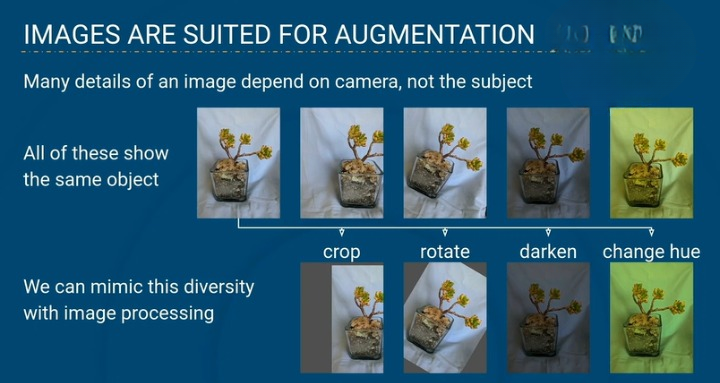 IMAGES ARE SUITED FOR AUGMENTATION
Many details of an image depend on camera, not the subject
All of these show
the same object
crop
rotate
darken
change hue
We can mimic this diversity
with image processing